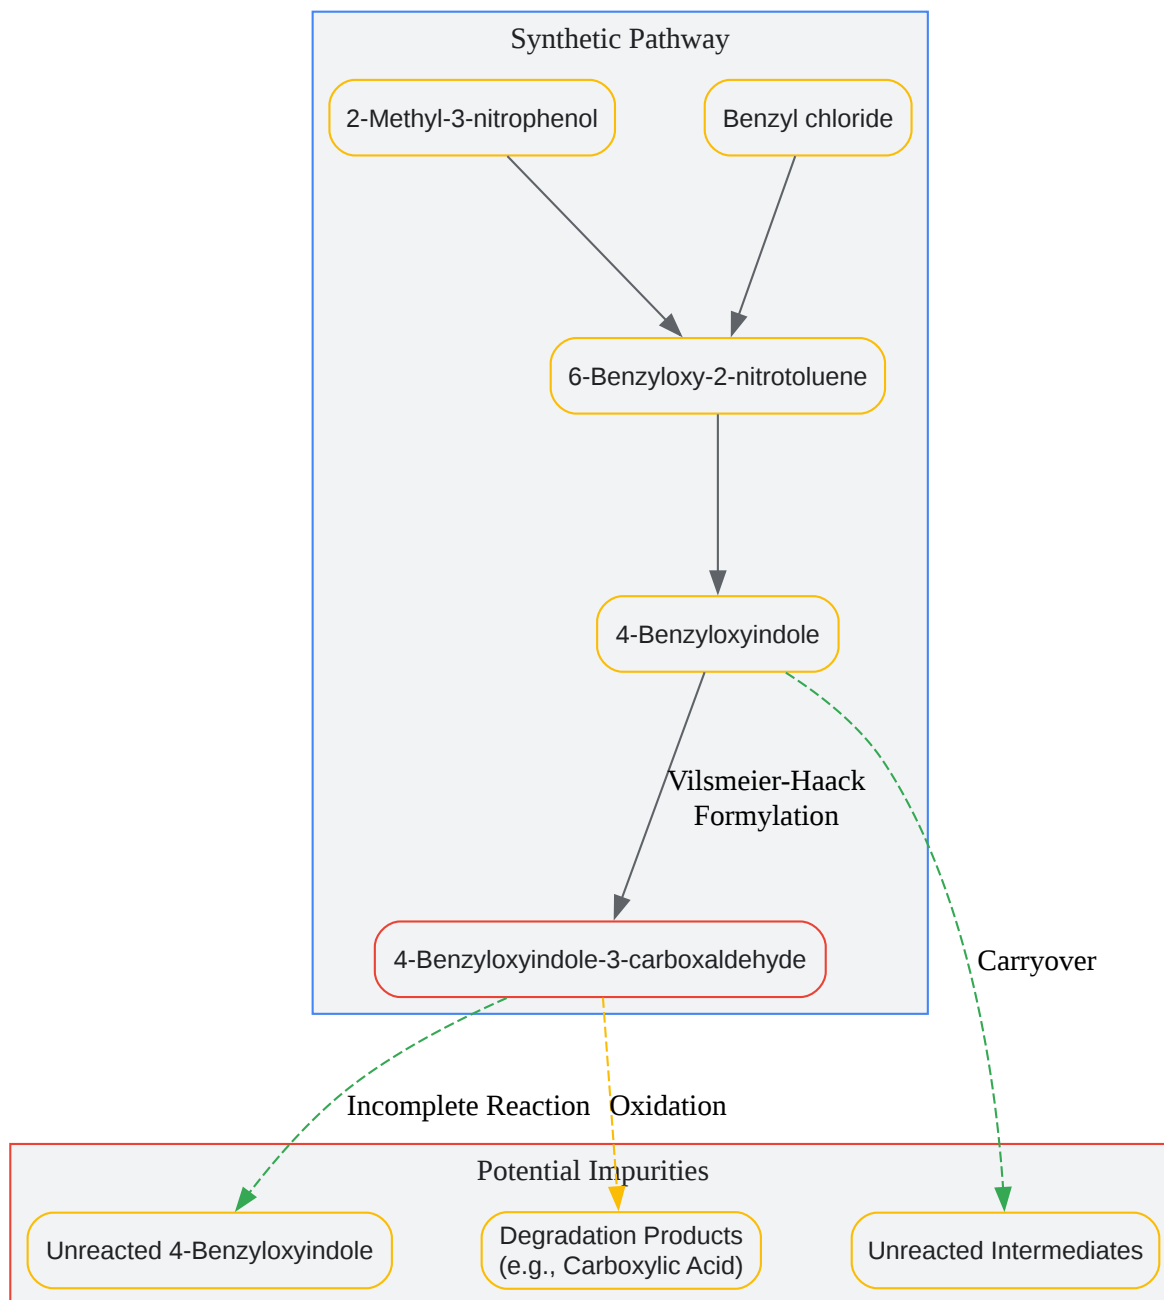 Synthetic Pathway
2-Methyl-3-nitrophenol
Benzyl chloride
6-Benzyloxy-2-nitrotoluene
4-Benzyloxyindole
Vilsmeier-Haack
Formylation
4-Benzyloxyindole-3-carboxaldehyde
Carryover
Incomplete Reaction
Oxidation
Potential Impurities
Unreacted 4-Benzyloxyindole
Degradation Products
(e.g., Carboxylic Acid)
Unreacted Intermediates